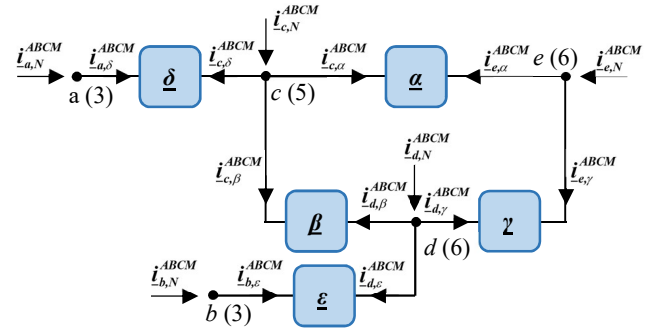 i_{c,N}^{ABCM}
i_{a,N}^{ABCM} i_{a,δ}^{ABCM} δ i_{c,δ}^{ABCM} i_{c,α}^{ABCM} α i_{e,α}^{ABCM} e (6) i_{e,N}^{ABCM}
a (3) c (5)
i_{c,β}^{ABCM} i_{d,N}^{ABCM} i_{e,γ}^{ABCM}
β i_{d,β}^{ABCM} i_{d,γ}^{ABCM} γ
d (6)
i_{b,N}^{ABCM} i_{b,ε}^{ABCM} ε i_{d,ε}^{ABCM}
b (3)